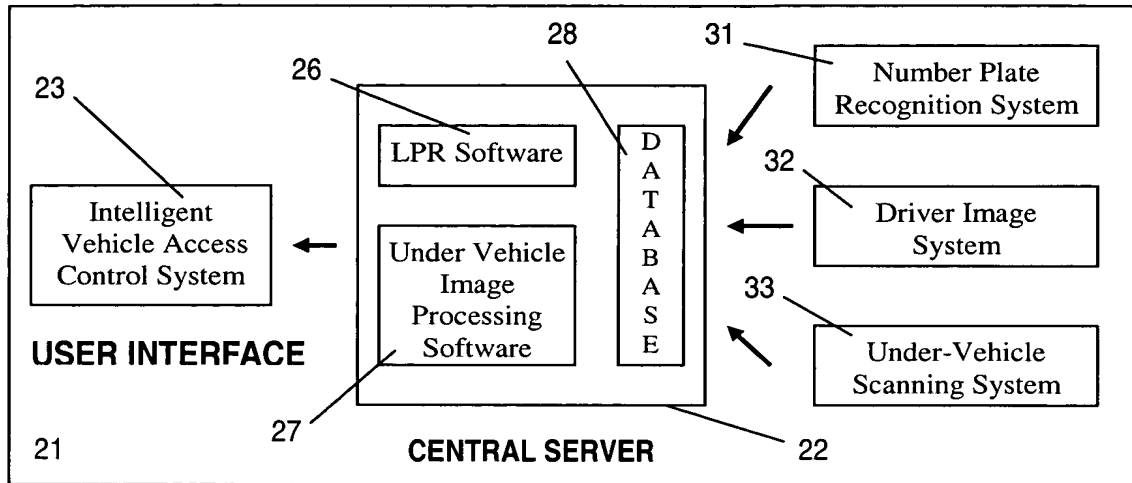 31
28
26
23
Number Plate
Recognition System
LPR Software
DATABASE
32
Intelligent
Vehicle Access
Control System
Driver Image
System
Under Vehicle
Image
Processing
Software
33
USER INTERFACE
Under-Vehicle
Scanning System
27
21
CENTRAL SERVER
22